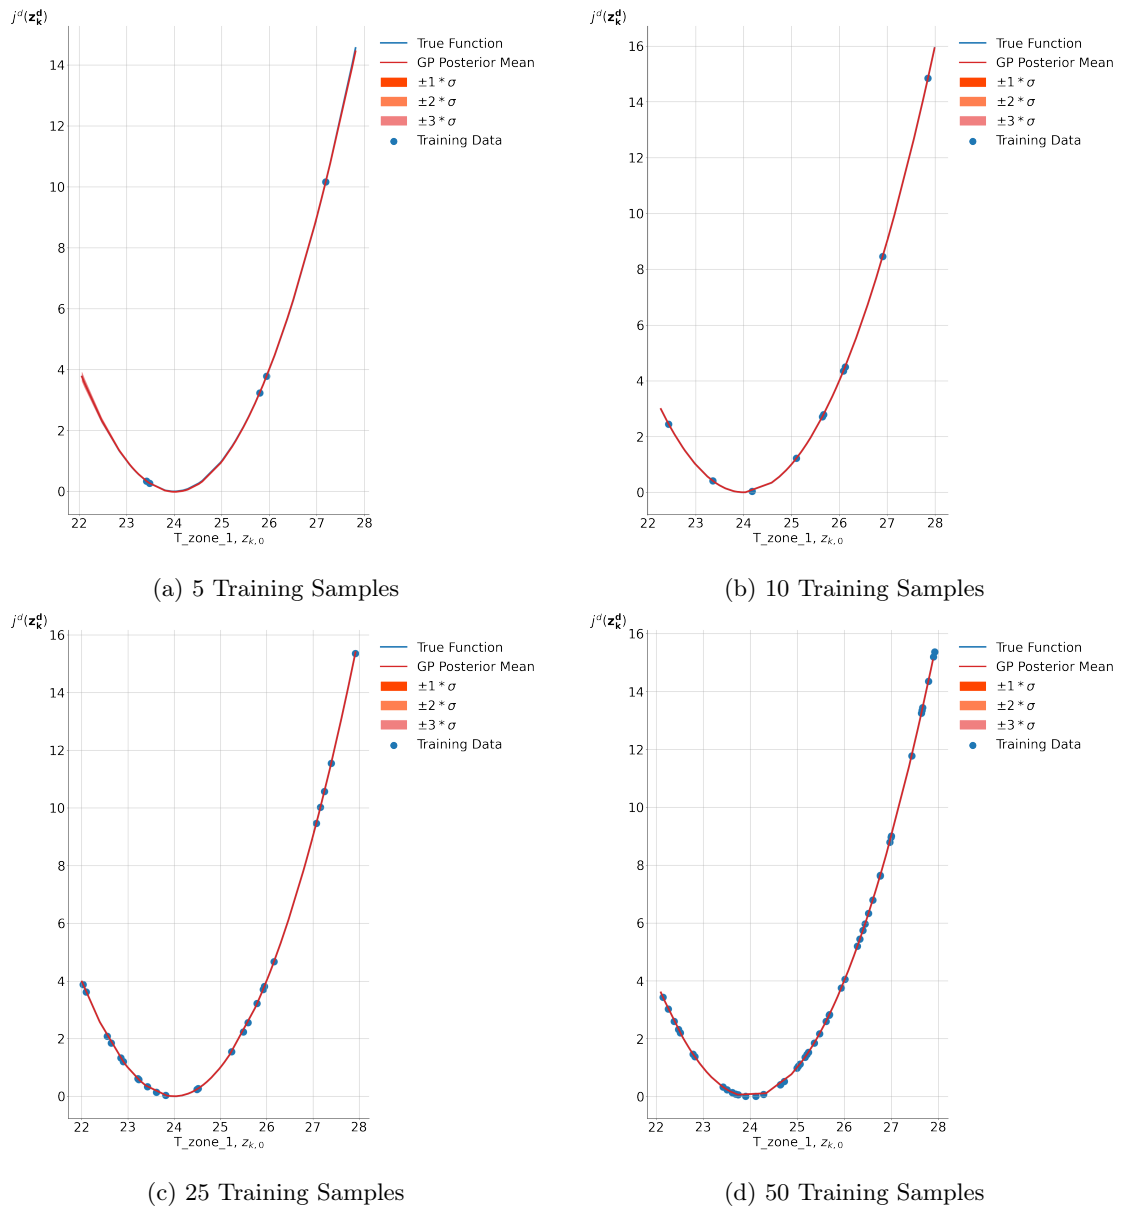 j^d(z_k^d)
14
12
10
8
6
4
2
0
22 23 24 25 26 27 28
T_zone_1, z_{k,0}
True Function
GP Posterior Mean
±1 * σ
±2 * σ
±3 * σ
Training Data
(a) 5 Training Samples
j^d(z_k^d)
16
14
12
10
8
6
4
2
0
22 23 24 25 26 27 28
T_zone_1, z_{k,0}
True Function
GP Posterior Mean
±1 * σ
±2 * σ
±3 * σ
Training Data
(b) 10 Training Samples
j^d(z_k^d)
16
14
12
10
8
6
4
2
0
22 23 24 25 26 27 28
T_zone_1, z_{k,0}
True Function
GP Posterior Mean
±1 * σ
±2 * σ
±3 * σ
Training Data
(c) 25 Training Samples
j^d(z_k^d)
16
14
12
10
8
6
4
2
0
22 23 24 25 26 27 28
T_zone_1, z_{k,0}
True Function
GP Posterior Mean
±1 * σ
±2 * σ
±3 * σ
Training Data
(d) 50 Training Samples